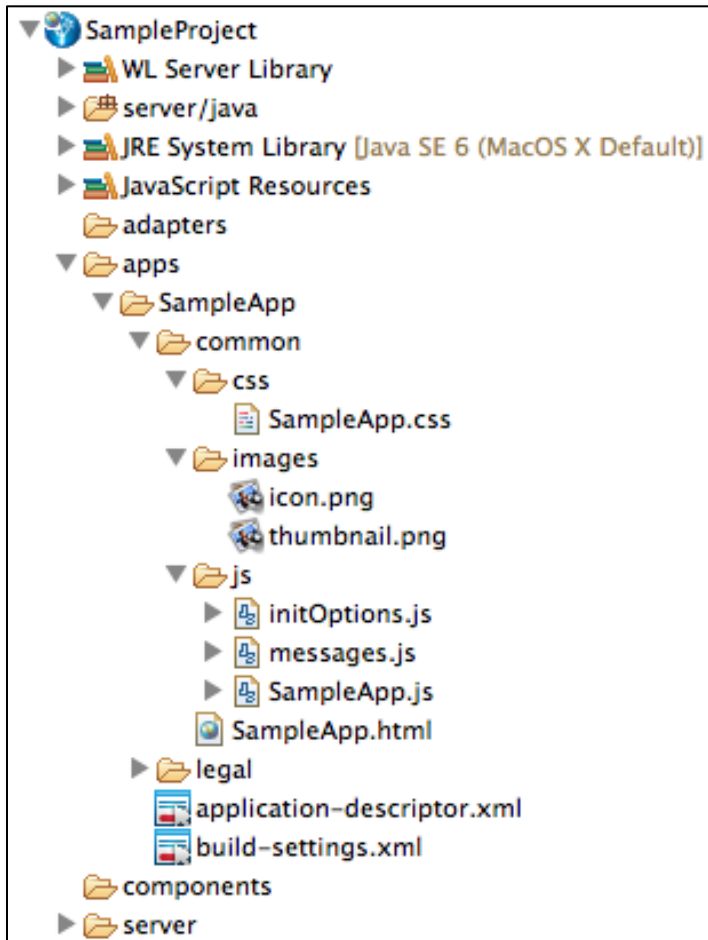 SampleProject
WL Server Library
server/java
JRE System Library [Java SE 6 (MacOS X Default)]
JavaScript Resources
adapters
apps
SampleApp
common
css
SampleApp.css
images
icon.png
thumbnail.png
js
initOptions.js
messages.js
SampleApp.js
SampleApp.html
legal
application-descriptor.xml
build-settings.xml
components
server